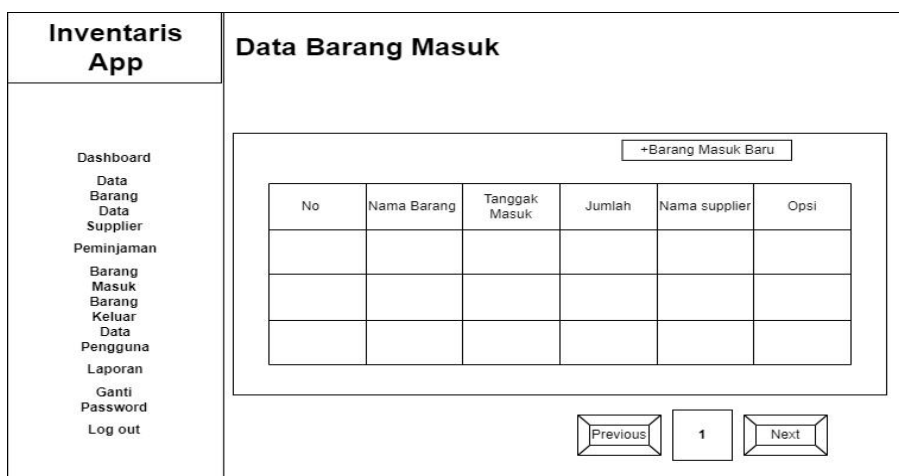 Inventaris
App
Data Barang Masuk
Dashboard
Data
Barang
Data
Supplier
Peminjaman
Barang
Masuk
Barang
Keluar
Data
Pengguna
Laporan
Ganti
Password
Log out
+Barang Masuk Baru
No
Nama Barang
Tanggak
Masuk
Jumlah
Nama supplier
Opsi
Previous
1
Next